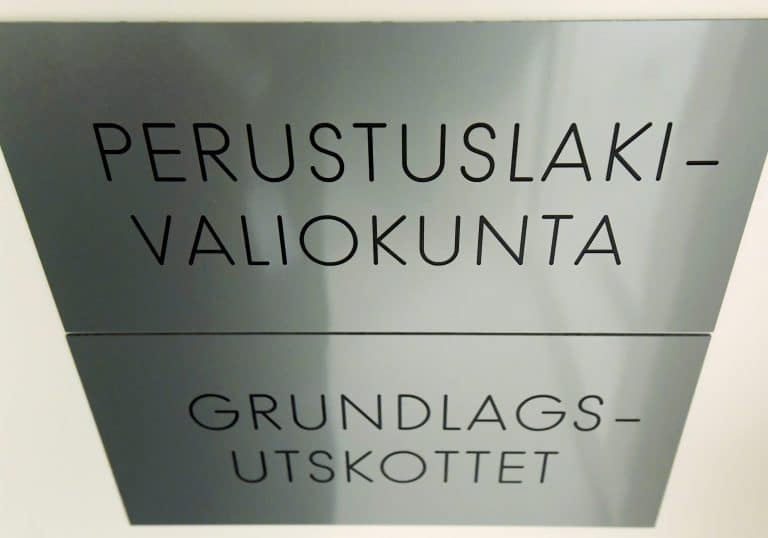 PERUSTUSLAKI-
VALIOKUNTA
GRUNDLAGS-
UTSKOTTET